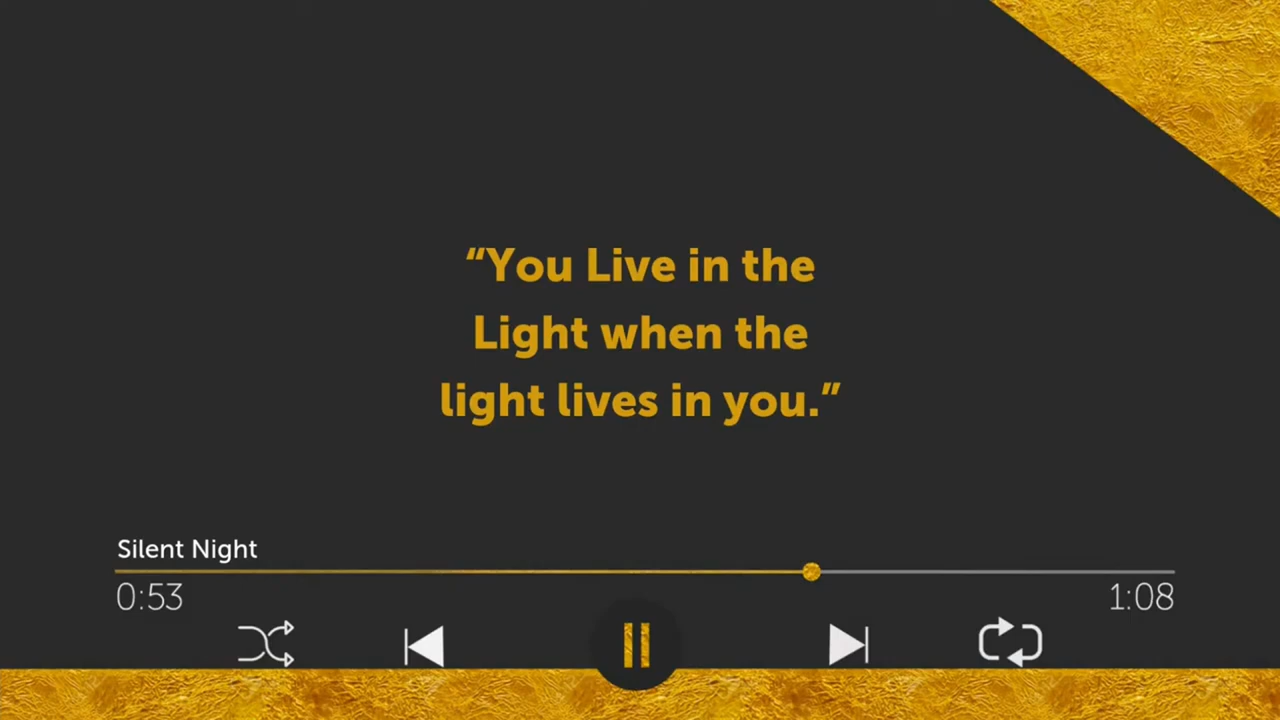 “You Live in the
Light when the
light lives in you.”
Silent Night
0:53
1:08